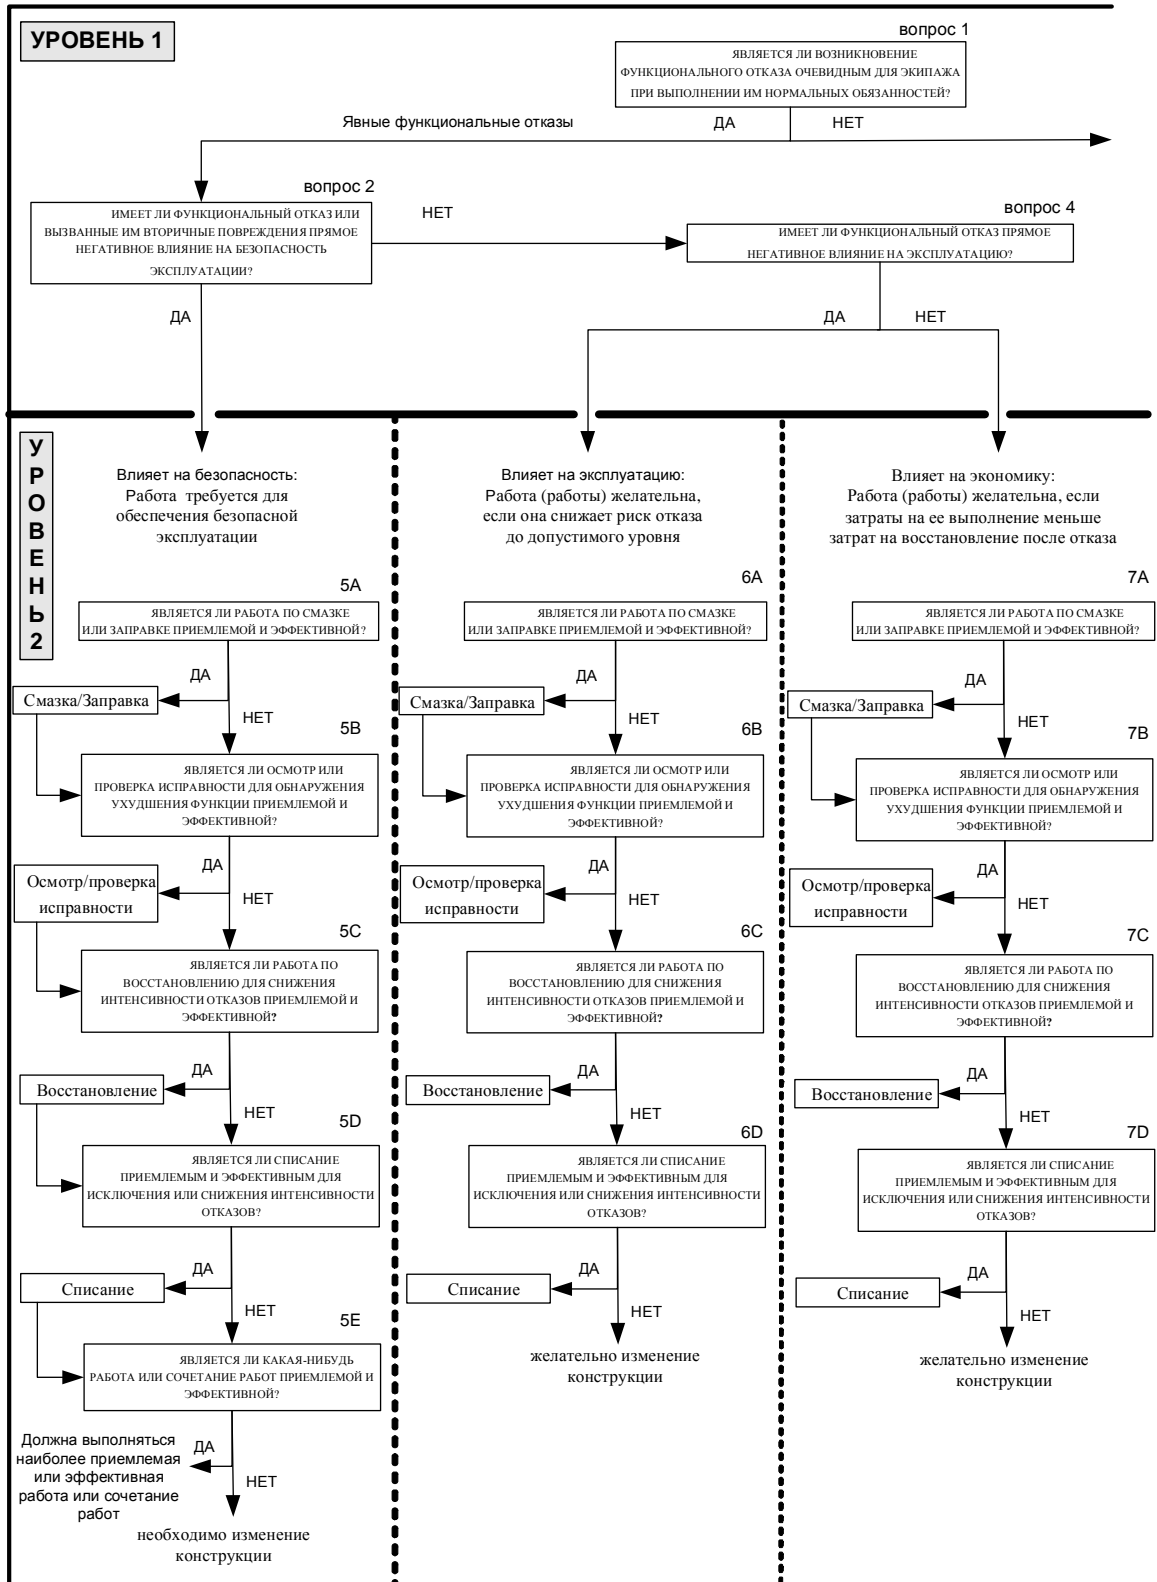 УРОВЕНЬ 1
вопрос 1
ЯВЛЯЕТСЯ ЛИ ВОЗНИКНОВЕНИЕ
ФУНКЦИОНАЛЬНОГО ОТКАЗА ОЧЕВИДНЫМ ДЛЯ ЭКИПАЖА
ПРИ ВЫПОЛНЕНИИ ИМ НОРМАЛЬНЫХ ОБЯЗАННОСТЕЙ?
Явные функциональные отказы
ДА
НЕТ
вопрос 2
ИМЕЕТ ЛИ ФУНКЦИОНАЛЬНЫЙ ОТКАЗ ИЛИ
ВЫЗВАННЫЕ ИМ ВТОРИЧНЫЕ ПОВРЕЖДЕНИЯ ПРЯМОЕ
НЕГАТИВНОЕ ВЛИЯНИЕ НА БЕЗОПАСНОСТЬ
ЭКСПЛУАТАЦИИ?
НЕТ
вопрос 4
ИМЕЕТ ЛИ ФУНКЦИОНАЛЬНЫЙ ОТКАЗ ПРЯМОЕ
НЕГАТИВНОЕ ВЛИЯНИЕ НА ЭКСПЛУАТАЦИЮ?
ДА
ДА
НЕТ
УРОВЕНЬ 2
Влияет на безопасность:
Работа требуется для
обеспечения безопасной
эксплуатации
Влияет на эксплуатацию:
Работа (работы) желательна,
если она снижает риск отказа
до допустимого уровня
Влияет на экономику:
Работа (работы) желательна, если
затраты на ее выполнение меньше
затрат на восстановление после отказа
5A
ЯВЛЯЕТСЯ ЛИ РАБОТА ПО СМАЗКЕ
ИЛИ ЗАПРАВКЕ ПРИЕМЛЕМОЙ И ЭФФЕКТИВНОЙ?
ДА
Смазка/Заправка
НЕТ
5B
ЯВЛЯЕТСЯ ЛИ ОСМОТР ИЛИ
ПРОВЕРКА ИСПРАВНОСТИ ДЛЯ ОБНАРУЖЕНИЯ
УХУДШЕНИЯ ФУНКЦИИ ПРИЕМЛЕМОЙ И
ЭФФЕКТИВНОЙ?
ДА
Осмотр/проверка
исправности
НЕТ
5C
ЯВЛЯЕТСЯ ЛИ РАБОТА ПО
ВОССТАНОВЛЕНИЮ ДЛЯ СНИЖЕНИЯ
ИНТЕНСИВНОСТИ ОТКАЗОВ ПРИЕМЛЕМОЙ И
ЭФФЕКТИВНОЙ?
ДА
Восстановление
НЕТ
5D
ЯВЛЯЕТСЯ ЛИ СПИСАНИЕ
ПРИЕМЛЕМЫМ И ЭФФЕКТИВНЫМ ДЛЯ
ИСКЛЮЧЕНИЯ ИЛИ СНИЖЕНИЯ ИНТЕНСИВНОСТИ
ОТКАЗОВ?
ДА
Списание
НЕТ
5E
ЯВЛЯЕТСЯ ЛИ КАКАЯ-НИБУДЬ
РАБОТА ИЛИ СОЧЕТАНИЕ РАБОТ ПРИЕМЛЕМОЙ И
ЭФФЕКТИВНОЙ?
Должна выполняться
наиболее приемлемая
или эффективная
работа или сочетание
работ
ДА
НЕТ
необходимо изменение
конструкции
6A
ЯВЛЯЕТСЯ ЛИ РАБОТА ПО СМАЗКЕ
ИЛИ ЗАПРАВКЕ ПРИЕМЛЕМОЙ И ЭФФЕКТИВНОЙ?
ДА
Смазка/Заправка
НЕТ
6B
ЯВЛЯЕТСЯ ЛИ ОСМОТР ИЛИ
ПРОВЕРКА ИСПРАВНОСТИ ДЛЯ ОБНАРУЖЕНИЯ
УХУДШЕНИЯ ФУНКЦИИ ПРИЕМЛЕМОЙ И
ЭФФЕКТИВНОЙ?
ДА
Осмотр/проверка
исправности
НЕТ
6C
ЯВЛЯЕТСЯ ЛИ РАБОТА ПО
ВОССТАНОВЛЕНИЮ ДЛЯ СНИЖЕНИЯ
ИНТЕНСИВНОСТИ ОТКАЗОВ ПРИЕМЛЕМОЙ И
ЭФФЕКТИВНОЙ?
ДА
Восстановление
НЕТ
6D
ЯВЛЯЕТСЯ ЛИ СПИСАНИЕ
ПРИЕМЛЕМЫМ И ЭФФЕКТИВНЫМ ДЛЯ
ИСКЛЮЧЕНИЯ ИЛИ СНИЖЕНИЯ ИНТЕНСИВНОСТИ
ОТКАЗОВ?
ДА
Списание
НЕТ
желательно изменение
конструкции
7A
ЯВЛЯЕТСЯ ЛИ РАБОТА ПО СМАЗКЕ
ИЛИ ЗАПРАВКЕ ПРИЕМЛЕМОЙ И ЭФФЕКТИВНОЙ?
ДА
Смазка/Заправка
НЕТ
7B
ЯВЛЯЕТСЯ ЛИ ОСМОТР ИЛИ
ПРОВЕРКА ИСПРАВНОСТИ ДЛЯ ОБНАРУЖЕНИЯ
УХУДШЕНИЯ ФУНКЦИИ ПРИЕМЛЕМОЙ И
ЭФФЕКТИВНОЙ?
ДА
Осмотр/проверка
исправности
НЕТ
7C
ЯВЛЯЕТСЯ ЛИ РАБОТА ПО
ВОССТАНОВЛЕНИЮ ДЛЯ СНИЖЕНИЯ
ИНТЕНСИВНОСТИ ОТКАЗОВ ПРИЕМЛЕМОЙ И
ЭФФЕКТИВНОЙ?
ДА
Восстановление
НЕТ
7D
ЯВЛЯЕТСЯ ЛИ СПИСАНИЕ
ПРИЕМЛЕМЫМ И ЭФФЕКТИВНЫМ ДЛЯ
ИСКЛЮЧЕНИЯ ИЛИ СНИЖЕНИЯ ИНТЕНСИВНОСТИ
ОТКАЗОВ?
ДА
Списание
НЕТ
желательно изменение
конструкции